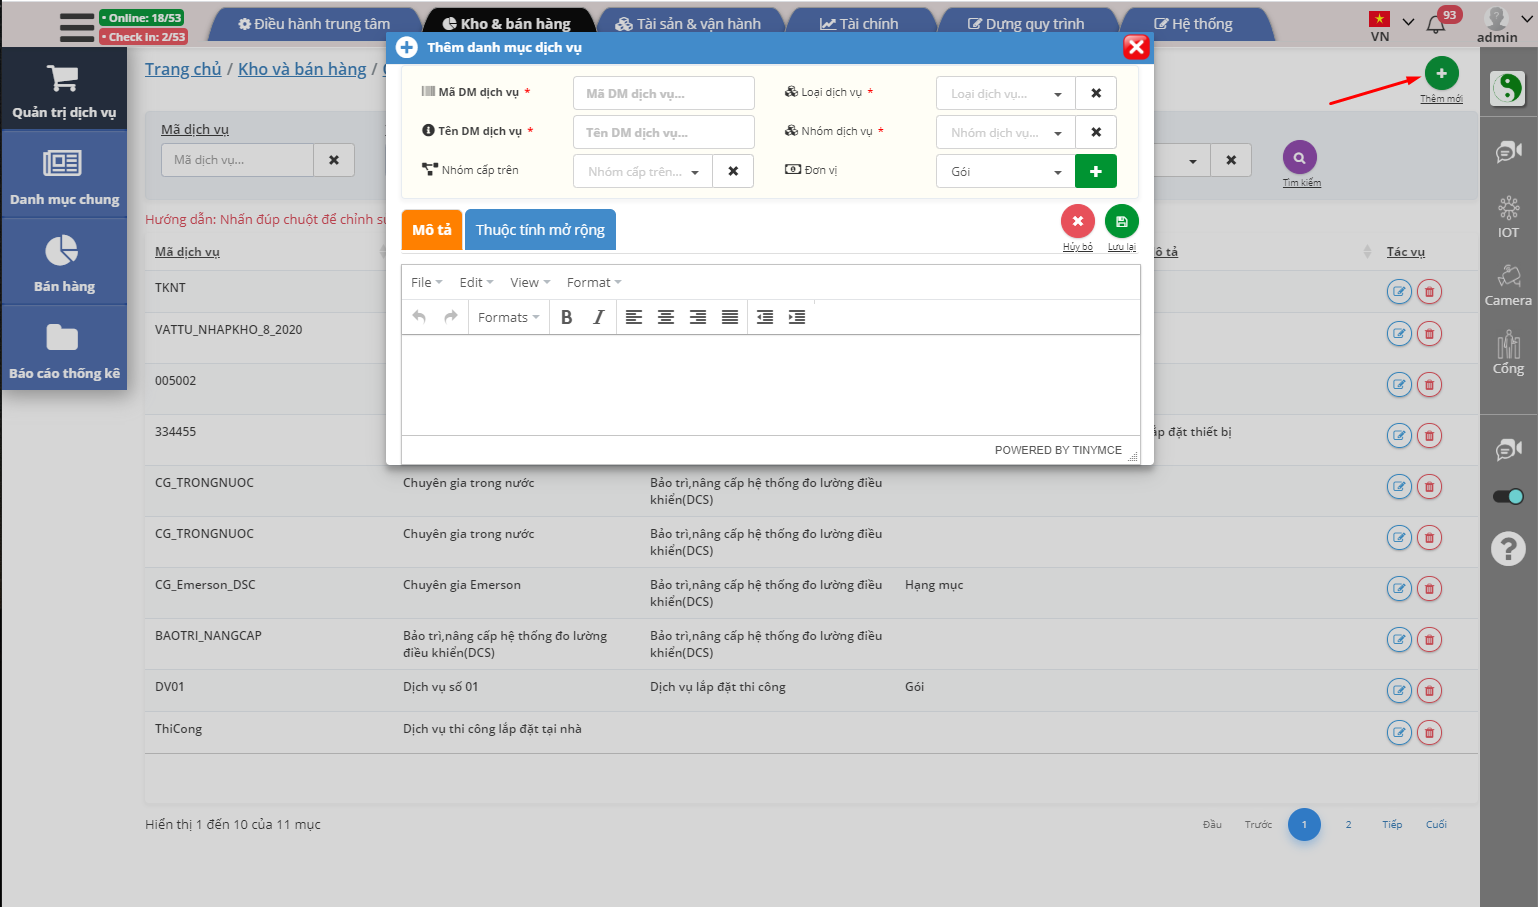 Online: 18/53
Check in: 2/53
Điều hành trung tâm
Kho & bán hàng
Tài sản & vận hành
Tài chính
Dựng quy trình
Hệ thống
VN
93
admin
Quản trị dịch vụ
Danh mục chung
Bán hàng
Báo cáo thống kê
Trang chủ / Kho và bán hàng /
Thêm mới
Thêm danh mục dịch vụ
Mã DM dịch vụ *
Mã DM dịch vụ...
Loại dịch vụ *
Loại dịch vụ...
Tên DM dịch vụ *
Tên DM dịch vụ...
Nhóm dịch vụ *
Nhóm dịch vụ...
Nhóm cấp trên
Nhóm cấp trên...
Đơn vị
Gói
Mô tả
Thuộc tính mở rộng
Hủy bỏ
Lưu lại
File
Edit
View
Format
Formats
B I
POWERED BY TINYMCE
Mã dịch vụ
Mã dịch vụ...
Tìm kiếm
Hướng dẫn: Nhấn đúp chuột để chỉnh
Mã dịch vụ
tả
Tác vụ
TKNT
VATTU_NHAPKHO_8_2020
005002
334455
đặt thiết bị
CG_TRONGNUOC
Chuyên gia trong nước
Bảo trì,nâng cấp hệ thống đo lường điều
khiển(DCS)
CG_TRONGNUOC
Chuyên gia trong nước
Bảo trì,nâng cấp hệ thống đo lường điều
khiển(DCS)
CG_Emerson_DSC
Chuyên gia Emerson
Bảo trì,nâng cấp hệ thống đo lường điều
khiển(DCS)
Hạng mục
BAOTRI_NANGCAP
Bảo trì,nâng cấp hệ thống đo lường
điều khiển(DCS)
Bảo trì,nâng cấp hệ thống đo lường điều
khiển(DCS)
DV01
Dịch vụ số 01
Dịch vụ lắp đặt thi công
Gói
ThiCong
Dịch vụ thi công lắp đặt tại nhà
Hiển thị 1 đến 10 của 11 mục
Đầu
Trước
1
2
Tiếp
Cuối
IOT
Camera
Cổng